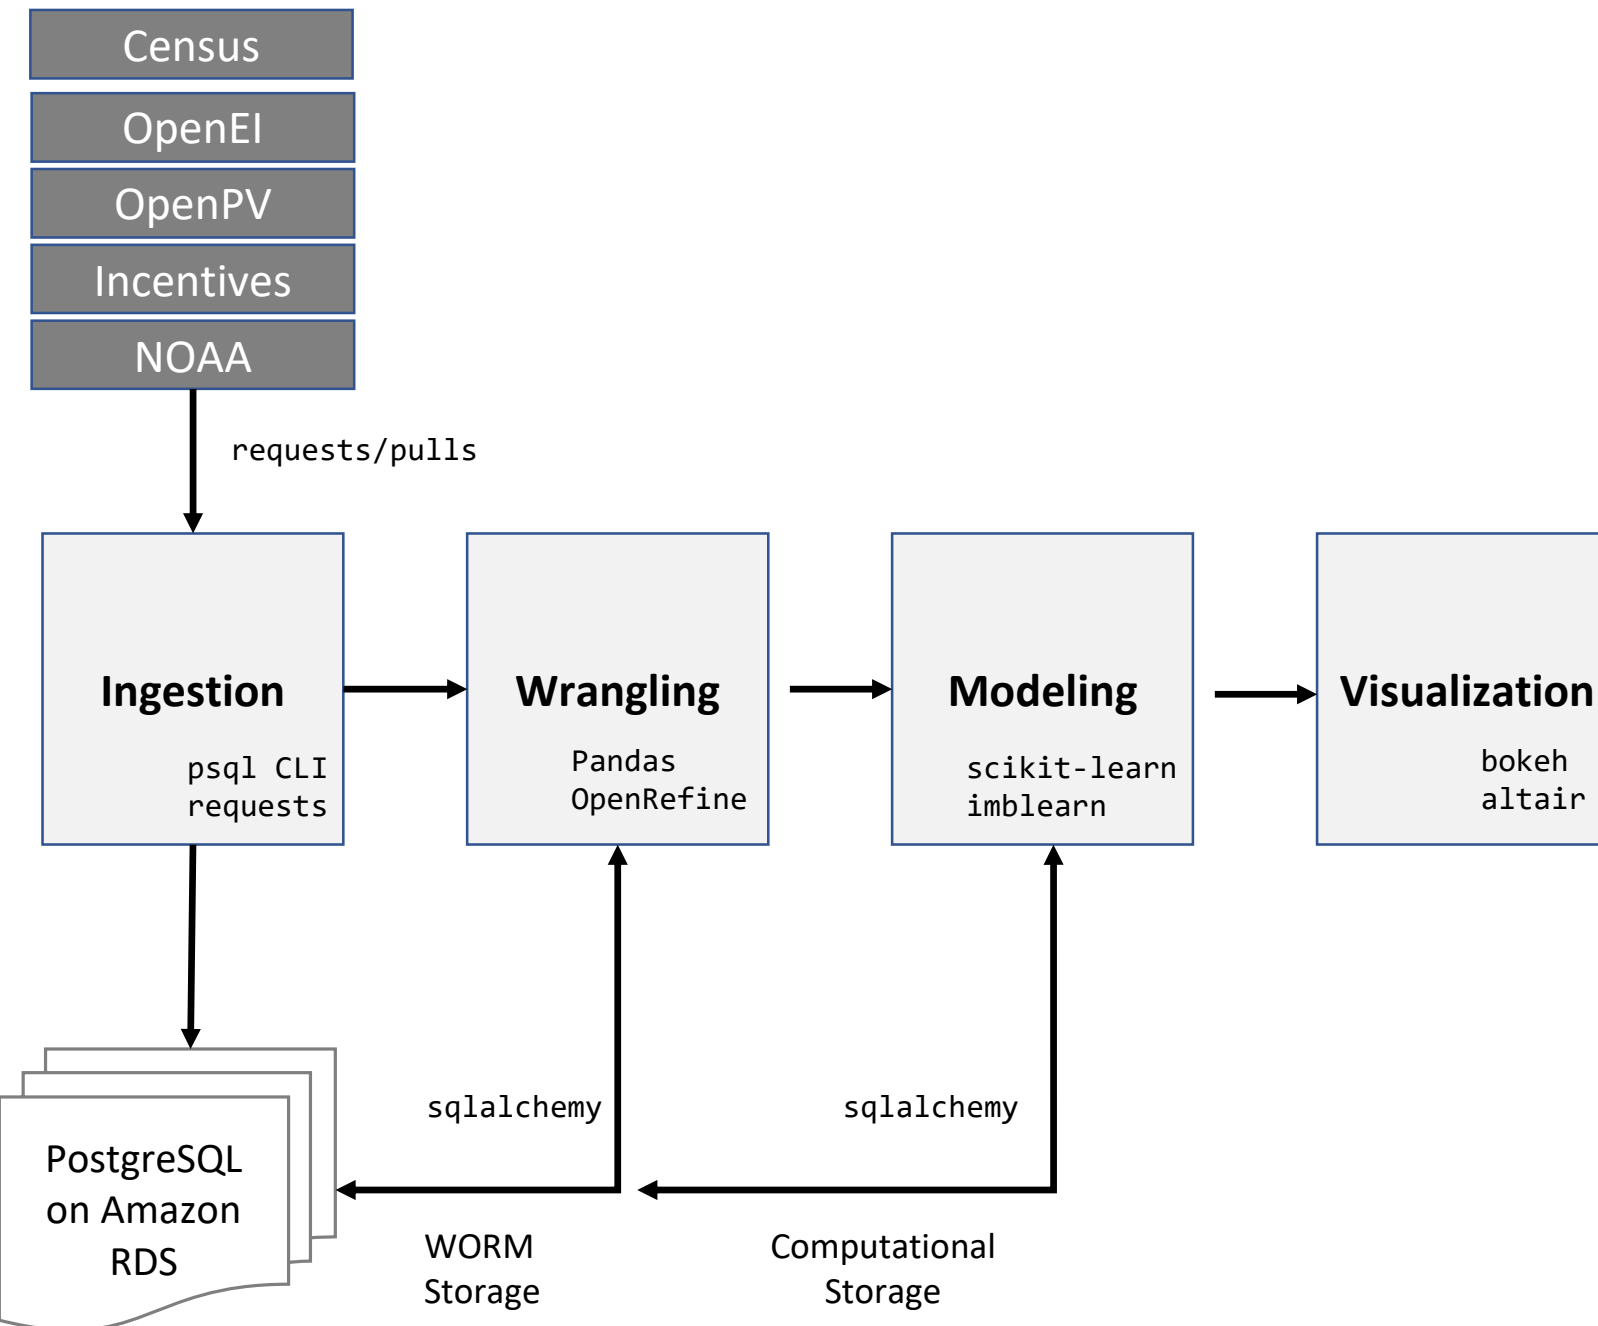 Census
OpenEI
OpenPV
Incentives
NOAA
requests/pulls
Ingestion
psql CLI
requests
Wrangling
Pandas
OpenRefine
Modeling
scikit-learn
imblearn
Visualization
bokeh
altair
sqlalchemy
sqlalchemy
PostgreSQL
on Amazon
RDS
WORM
Storage
Computational
Storage